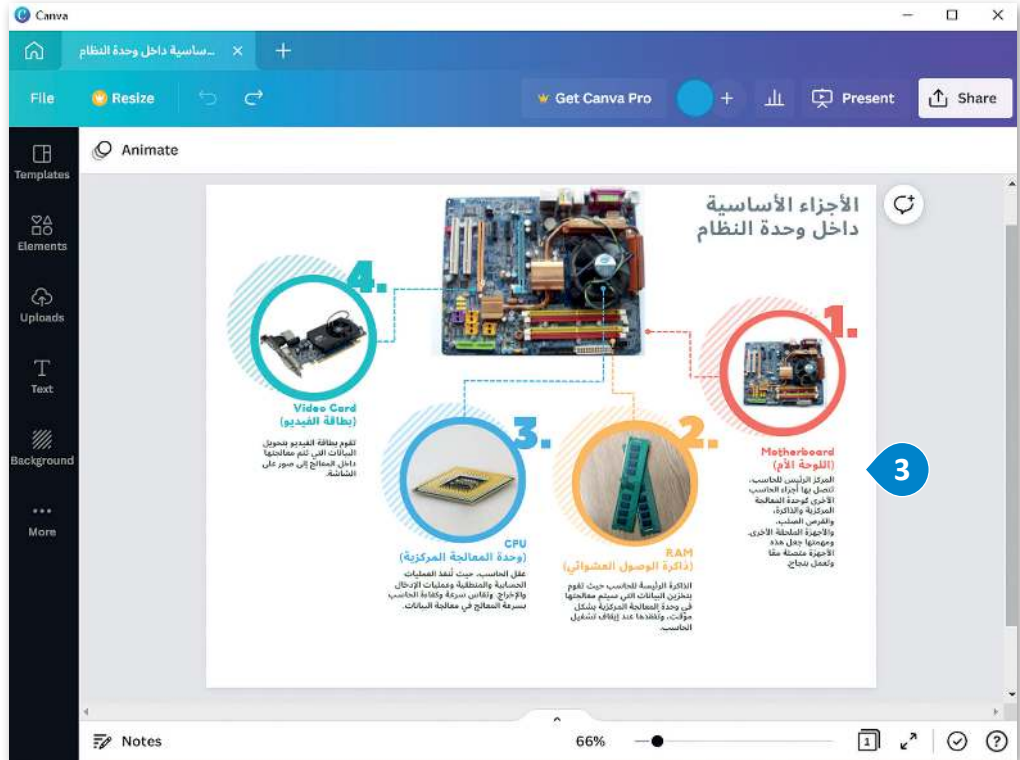 Canva
...ساسية داخل وحدة النظام
File
Resize
Get Canva Pro
Present
Share
Animate
Templates
Elements
Uploads
Text
Background
More
الأجزاء الأساسية
داخل وحدة النظام
1.
Motherboard
(اللوحة الأم)
المركز الرئيس للحاسب،
تتصل بها أجزاء الحاسب
الأخرى كوحدة المعالجة
المركزية والذاكرة،
والقرص الصلب،
والأجهزة الملحقة الأخرى.
ومهمتها جعل هذه
الأجهزة متصلة معًا
وتعمل بنجاح.
2.
RAM
(ذاكرة الوصول العشوائي)
الذاكرة الرئيسة للحاسب حيث تقوم
بتخزين البيانات التي سيتم معالجتها
في وحدة المعالجة المركزية بشكل
مؤقت، وتفقدها عند إيقاف تشغيل
الحاسب.
3.
CPU
(وحدة المعالجة المركزية)
عقل الحاسب، حيث تُنفذ العمليات
الحسابية والمنطقية وعمليات الإدخال
والإخراج. وتقاس سرعة وكفاءة الحاسب
بسرعة المعالج في معالجة البيانات.
4.
Video Card
(بطاقة الفيديو)
تقوم بطاقة الفيديو بتحويل
البيانات التي تتم معالجتها
داخل المعالج إلى صور على
الشاشة.
3
Notes
66%
1